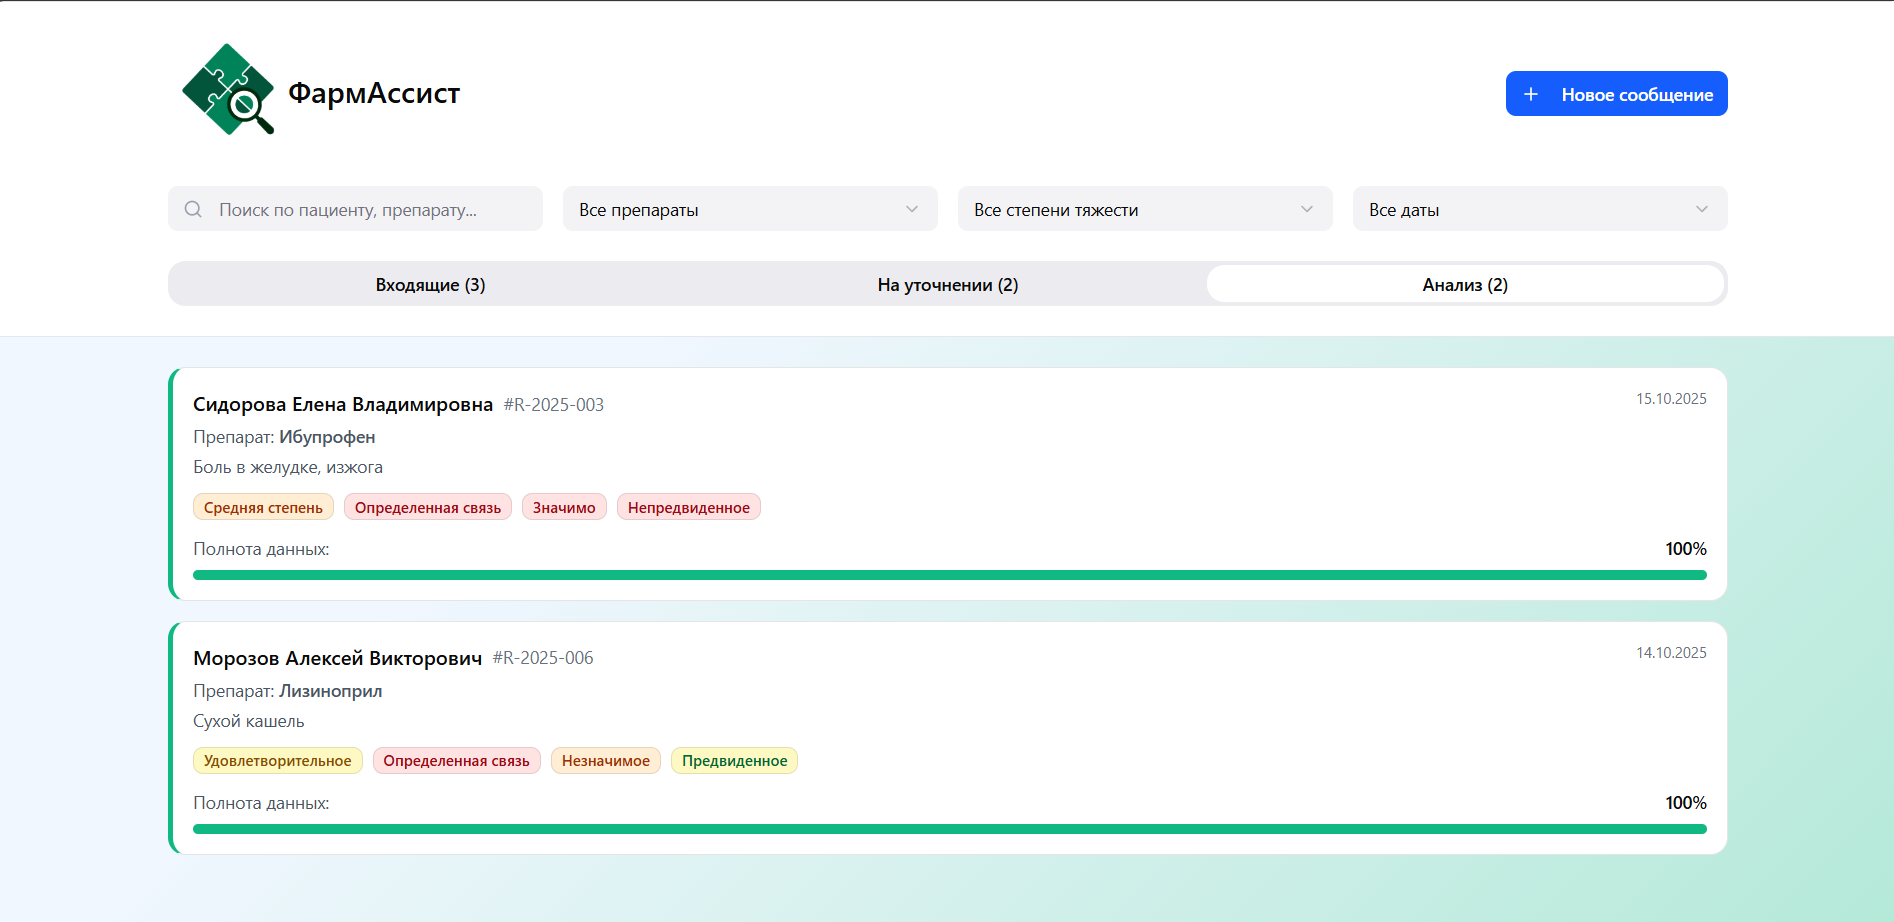 ФармАссист
+ Новое сообщение
Поиск по пациенту, препарату...
Все препараты
Все степени тяжести
Все даты
Входящие (3)
На уточнении (2)
Анализ (2)
Сидорова Елена Владимировна #R-2025-003
15.10.2025
Препарат: Ибупрофен
Боль в желудке, изжога
Средняя степень
Определенная связь
Значимо
Непредвиденное
Полнота данных:
100%
Морозов Алексей Викторович #R-2025-006
14.10.2025
Препарат: Лизиноприл
Сухой кашель
Удовлетворительное
Определенная связь
Незначимое
Предвиденное
Полнота данных:
100%